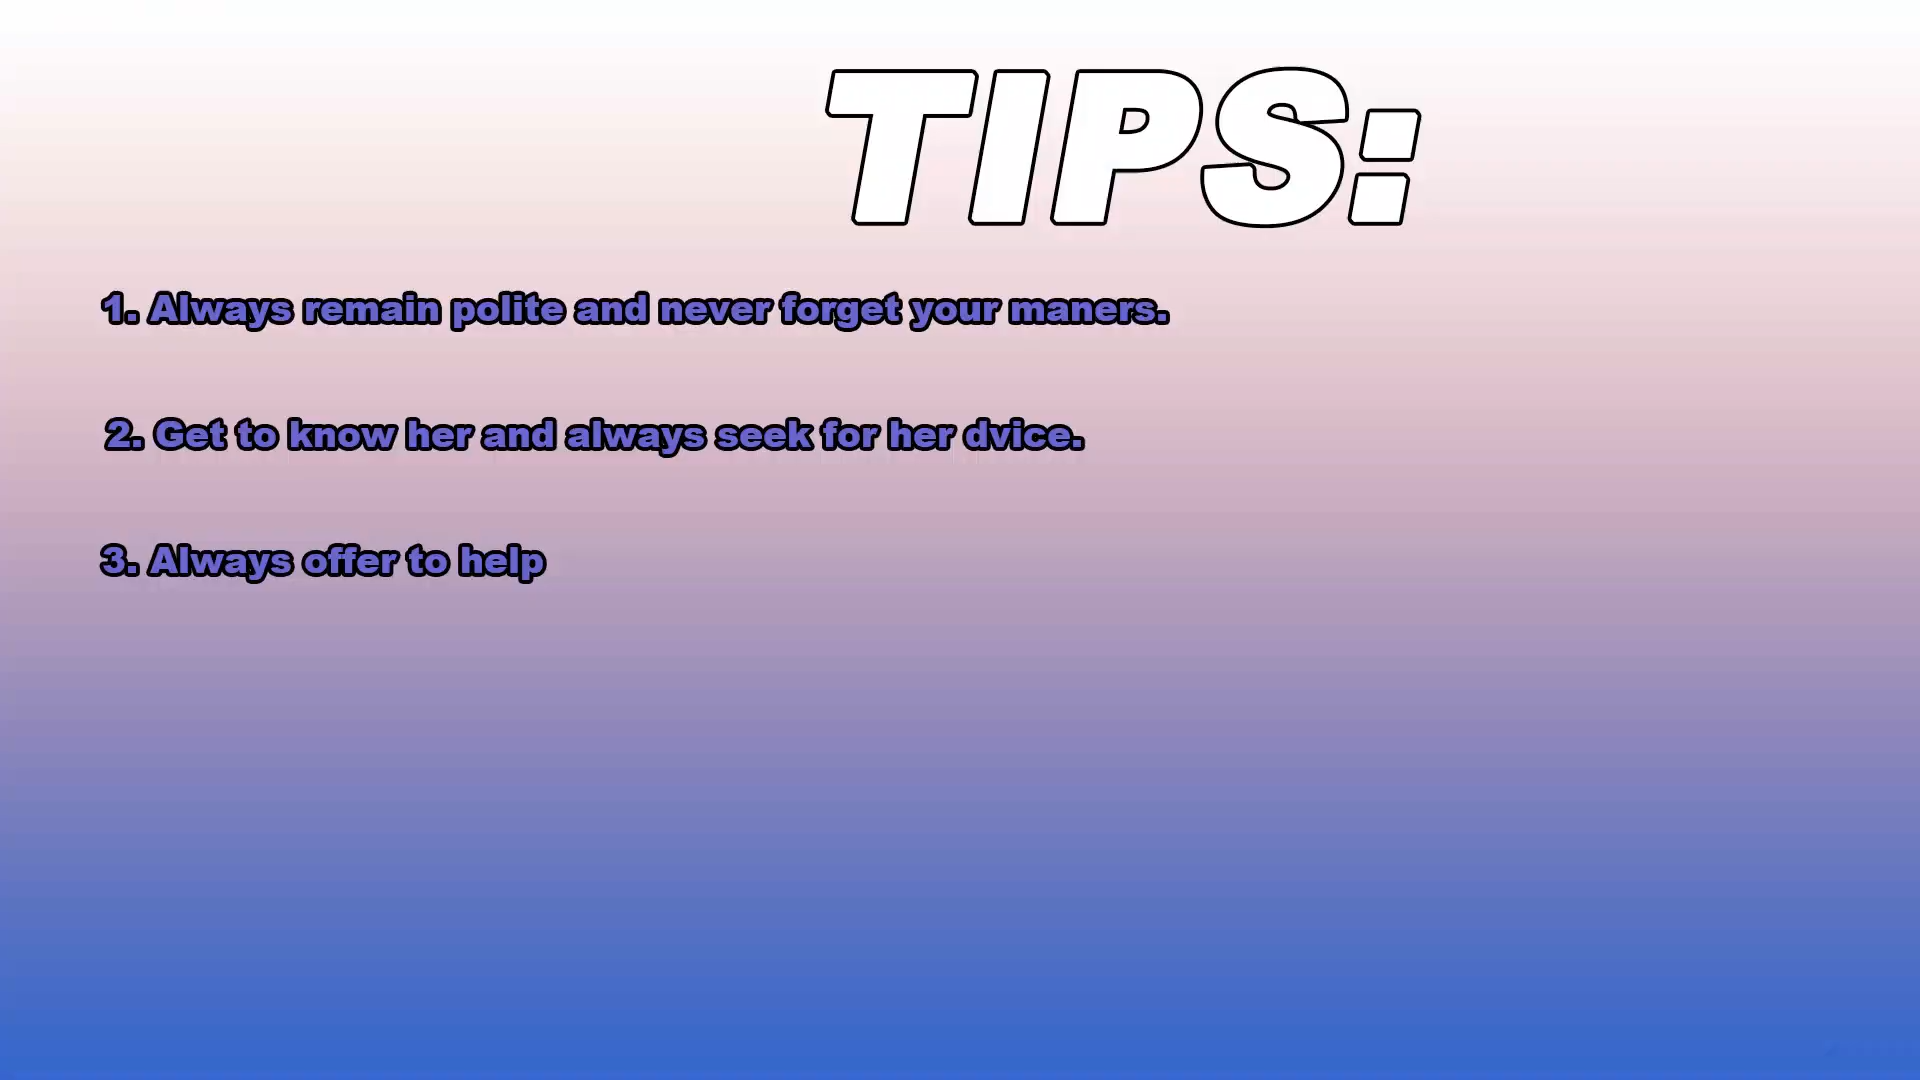 TIPS:
1. Always remain polite and never forget your maners.
2. Get to know her and always seek for her dvice.
3. Always offer to help